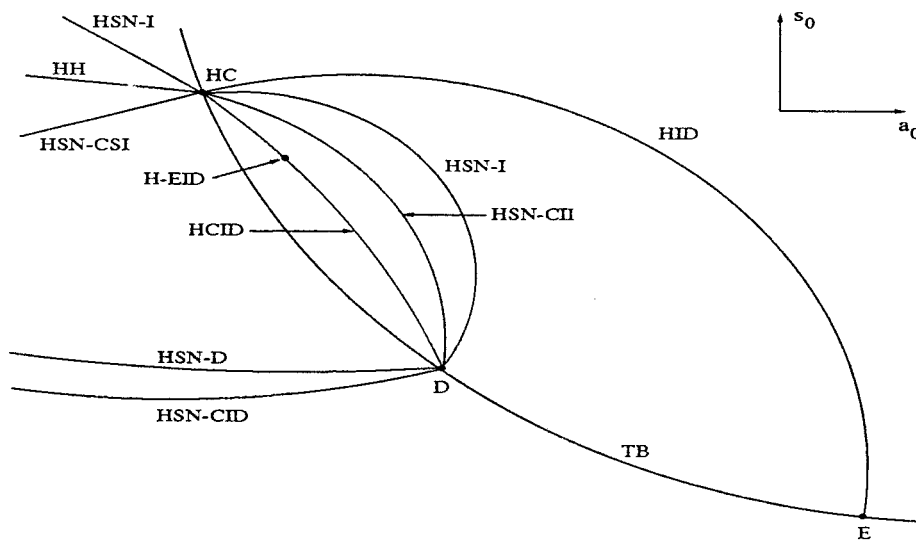 HSN-I
s0
HH
HC
a0
HID
HSN-CSI
HSN-I
H-EID
HSN-CII
HCID
HSN-D
D
HSN-CID
TB
E